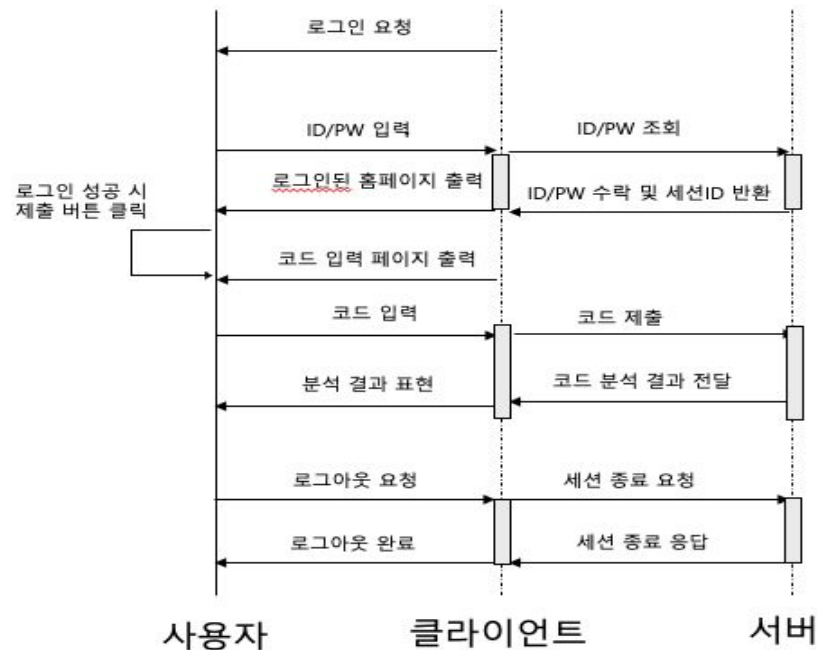 로그인 요청
ID/PW 입력
ID/PW 조회
로그인 성공 시
제출 버튼 클릭
로그인된 홈페이지 출력
ID/PW 수락 및 세션ID 반환
코드 입력 페이지 출력
코드 입력
코드 제출
분석 결과 표현
코드 분석 결과 전달
로그아웃 요청
세션 종료 요청
로그아웃 완료
세션 종료 응답
사용자
클라이언트
서버